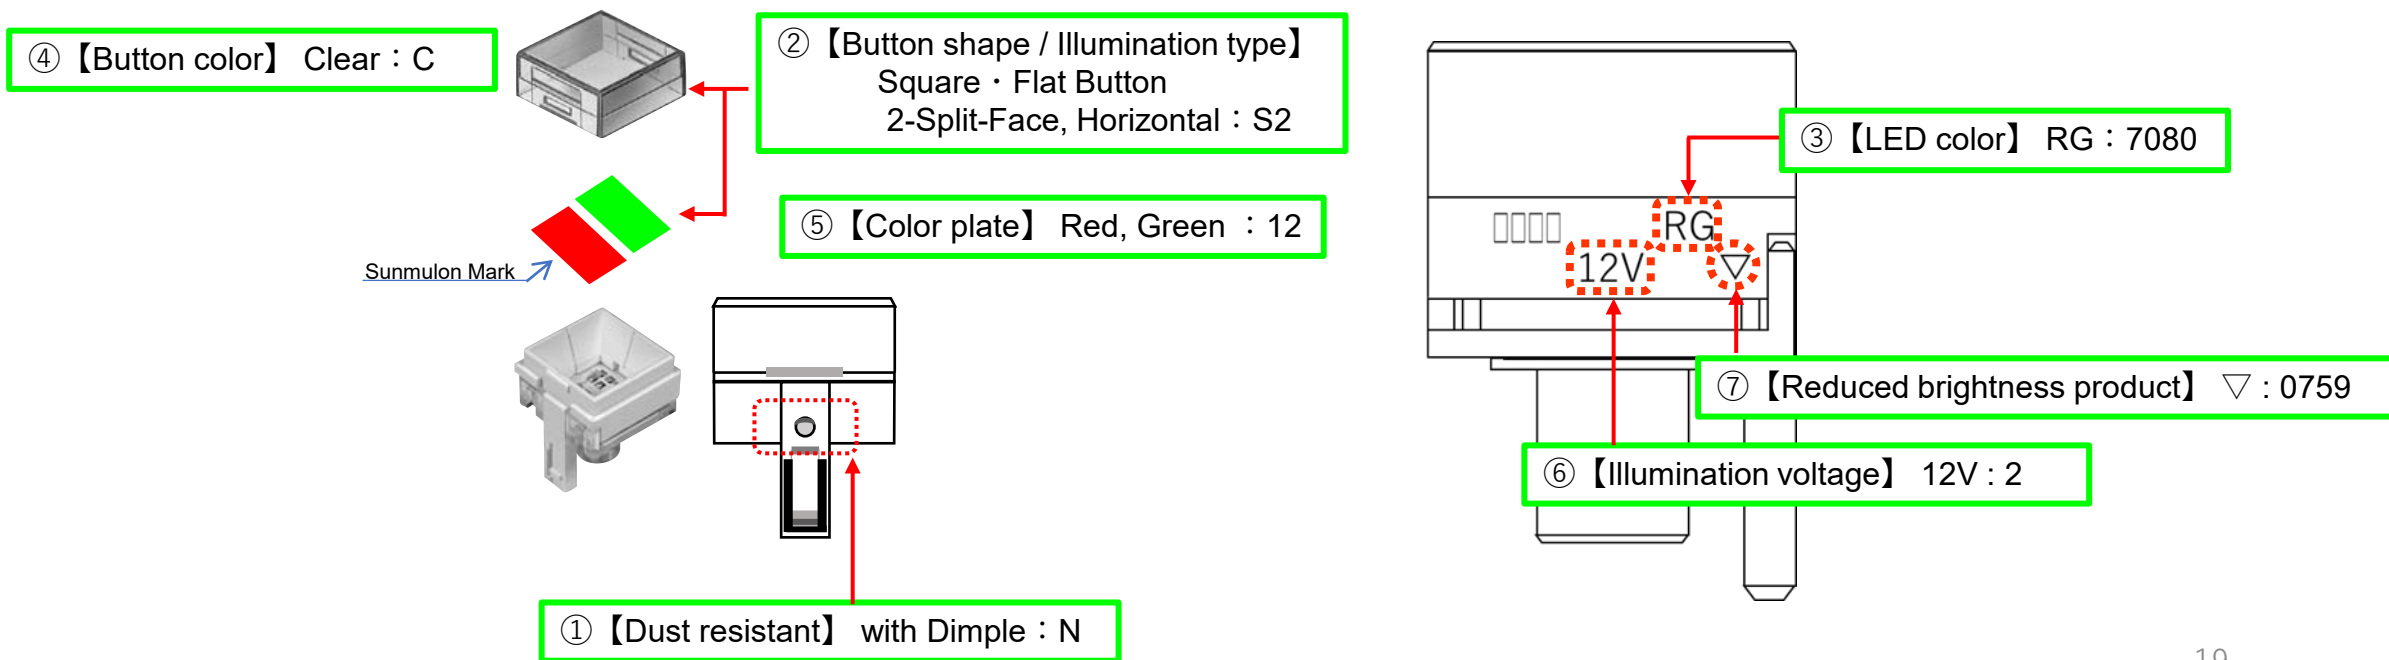 ④【Button color】 Clear：C
②【Button shape / Illumination type】
Square・Flat Button
2-Split-Face, Horizontal：S2
③【LED color】 RG：7080
⑤【Color plate】 Red, Green ：12
RG
12V ▽
Sunmulon Mark
⑦【Reduced brightness product】 ▽ : 0759
⑥【Illumination voltage】 12V : 2
①【Dust resistant】 with Dimple：N